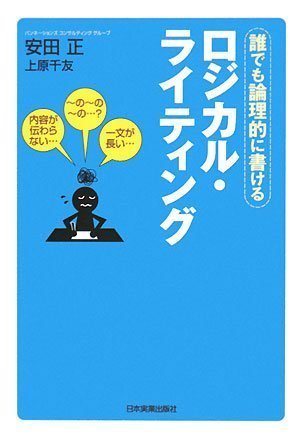 パンネーションズ コンサルティング グループ
安田 正
上原千友
誰でも論理的に書ける
ロジカル・
ライティング
内容が
伝わら
ない…
〜の〜の
〜の…?
一文が
長い…
日本実業出版社